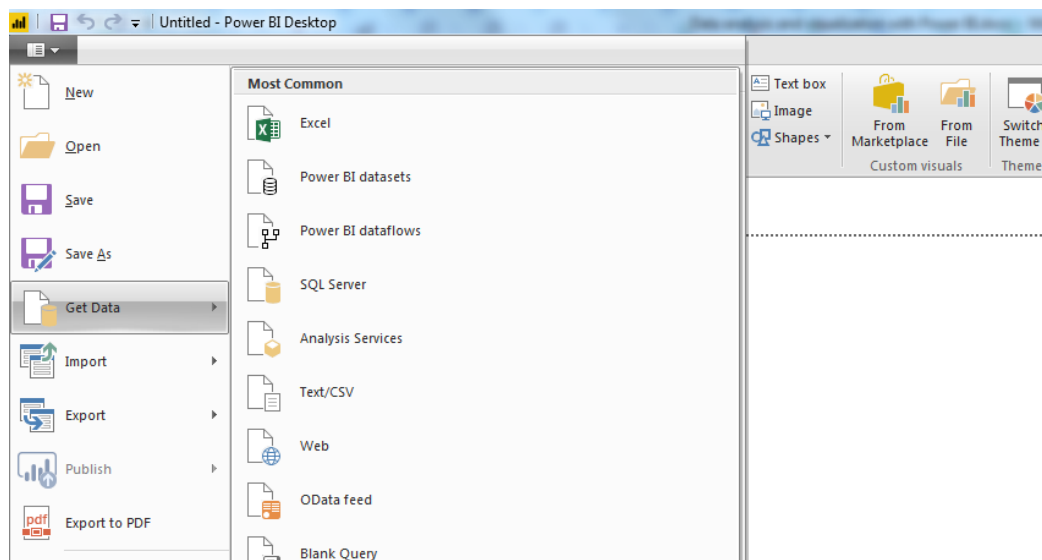 Untitled - Power BI Desktop
New
Open
Save
Save As
Get Data
Import
Export
Publish
pdf
Export to PDF
Most Common
Excel
Power BI datasets
Power BI dataflows
SQL Server
Analysis Services
Text/CSV
Web
OData feed
Blank Query
Text box
Image
Shapes
From
Marketplace
From
File
Custom visuals
Switch
Theme
Theme